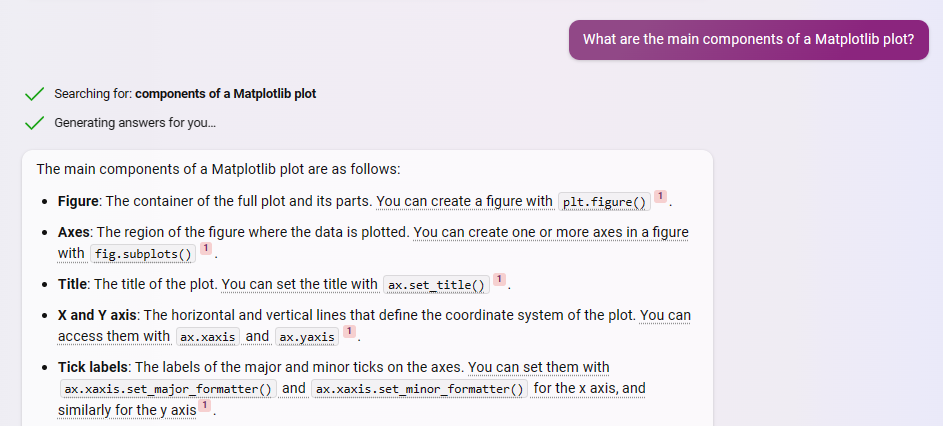 What are the main components of a Matplotlib plot?
Searching for: components of a Matplotlib plot
Generating answers for you...
The main components of a Matplotlib plot are as follows:
• Figure: The container of the full plot and its parts. You can create a figure with plt.figure() 1 .
• Axes: The region of the figure where the data is plotted. You can create one or more axes in a figure
with fig.subplots() 1 .
• Title: The title of the plot. You can set the title with ax.set_title() 1 .
• X and Y axis: The horizontal and vertical lines that define the coordinate system of the plot. You can
access them with ax.xaxis and ax.yaxis 1 .
• Tick labels: The labels of the major and minor ticks on the axes. You can set them with
ax.xaxis.set_major_formatter() and ax.xaxis.set_minor_formatter() for the x axis, and
similarly for the y axis 1 .